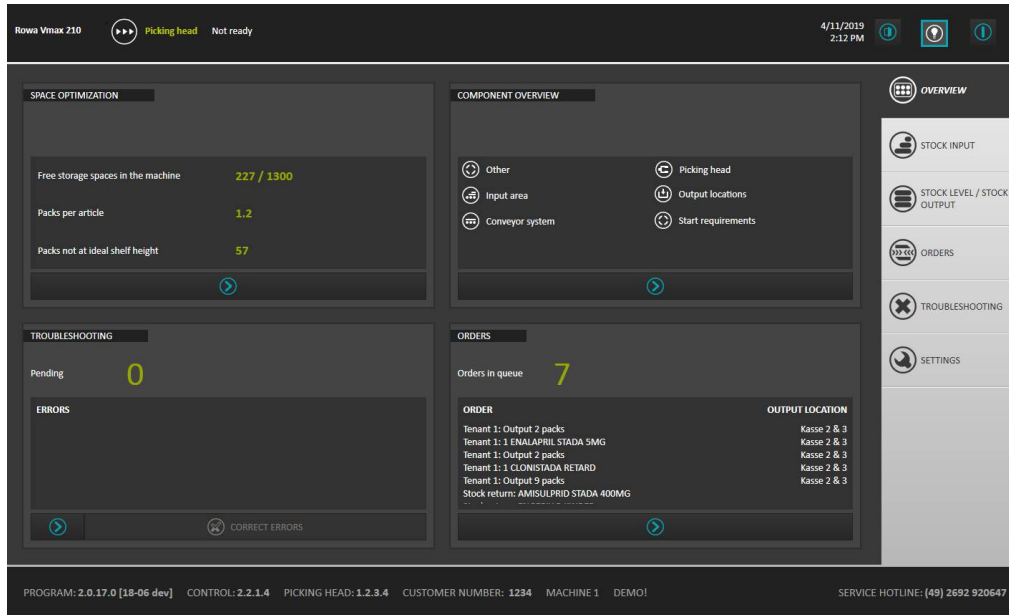 Rowa Vmax 210
Picking head
Not ready
4/11/2019
2:12 PM
SPACE OPTIMIZATION
Free storage spaces in the machine 227 / 1300
Packs per article 1.2
Packs not at ideal shelf height 57
COMPONENT OVERVIEW
Other
Picking head
Input area
Output locations
Conveyor system
Start requirements
TROUBLESHOOTING
Pending 0
ERRORS
CORRECT ERRORS
ORDERS
Orders in queue 7
ORDER OUTPUT LOCATION
Tenant 1: Output 2 packs Kasse 2 & 3
Tenant 1: 1 ENALAPRIL STADA 5MG Kasse 2 & 3
Tenant 1: Output 2 packs Kasse 2 & 3
Tenant 1: 1 CLONISTADA RETARD Kasse 2 & 3
Tenant 1: Output 9 packs Kasse 2 & 3
Stock return: AMISULPRID STADA 400MG
OVERVIEW
STOCK INPUT
STOCK LEVEL / STOCK
OUTPUT
ORDERS
TROUBLESHOOTING
SETTINGS
PROGRAM: 2.0.17.0 [18-06 dev] CONTROL: 2.2.1.4 PICKING HEAD: 1.2.3.4 CUSTOMER NUMBER: 1234 MACHINE 1 DEMO! SERVICE HOTLINE: (49) 2692 920647